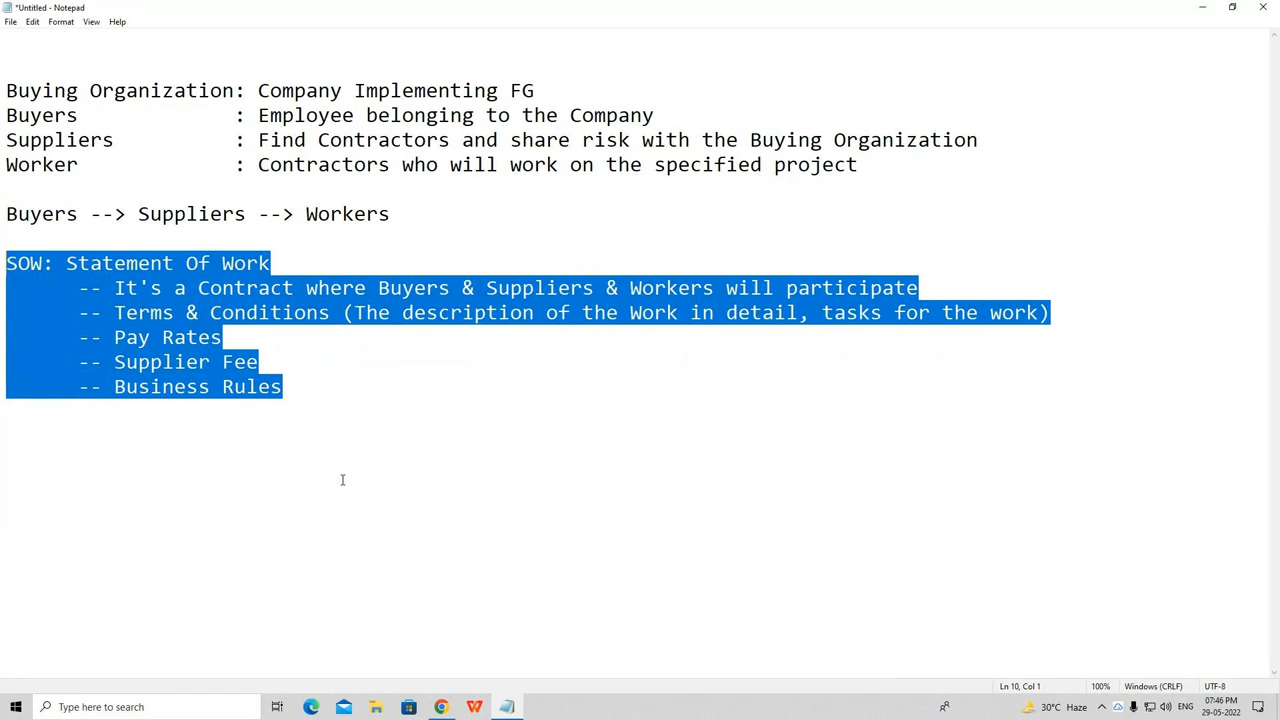 *Untitled - Notepad
File Edit Format View Help
Buying Organization: Company Implementing FG
Buyers : Employee belonging to the Company
Suppliers : Find Contractors and share risk with the Buying Organization
Worker : Contractors who will work on the specified project
Buyers --> Suppliers --> Workers
SOW: Statement Of Work
-- It's a Contract where Buyers & Suppliers & Workers will participate
-- Terms & Conditions (The description of the Work in detail, tasks for the work)
-- Pay Rates
-- Supplier Fee
-- Business Rules
Ln 10, Col 1 100% Windows (CRLF) UTF-8
Type here to search 30°C Haze ENG 07:46 PM
29-05-2022